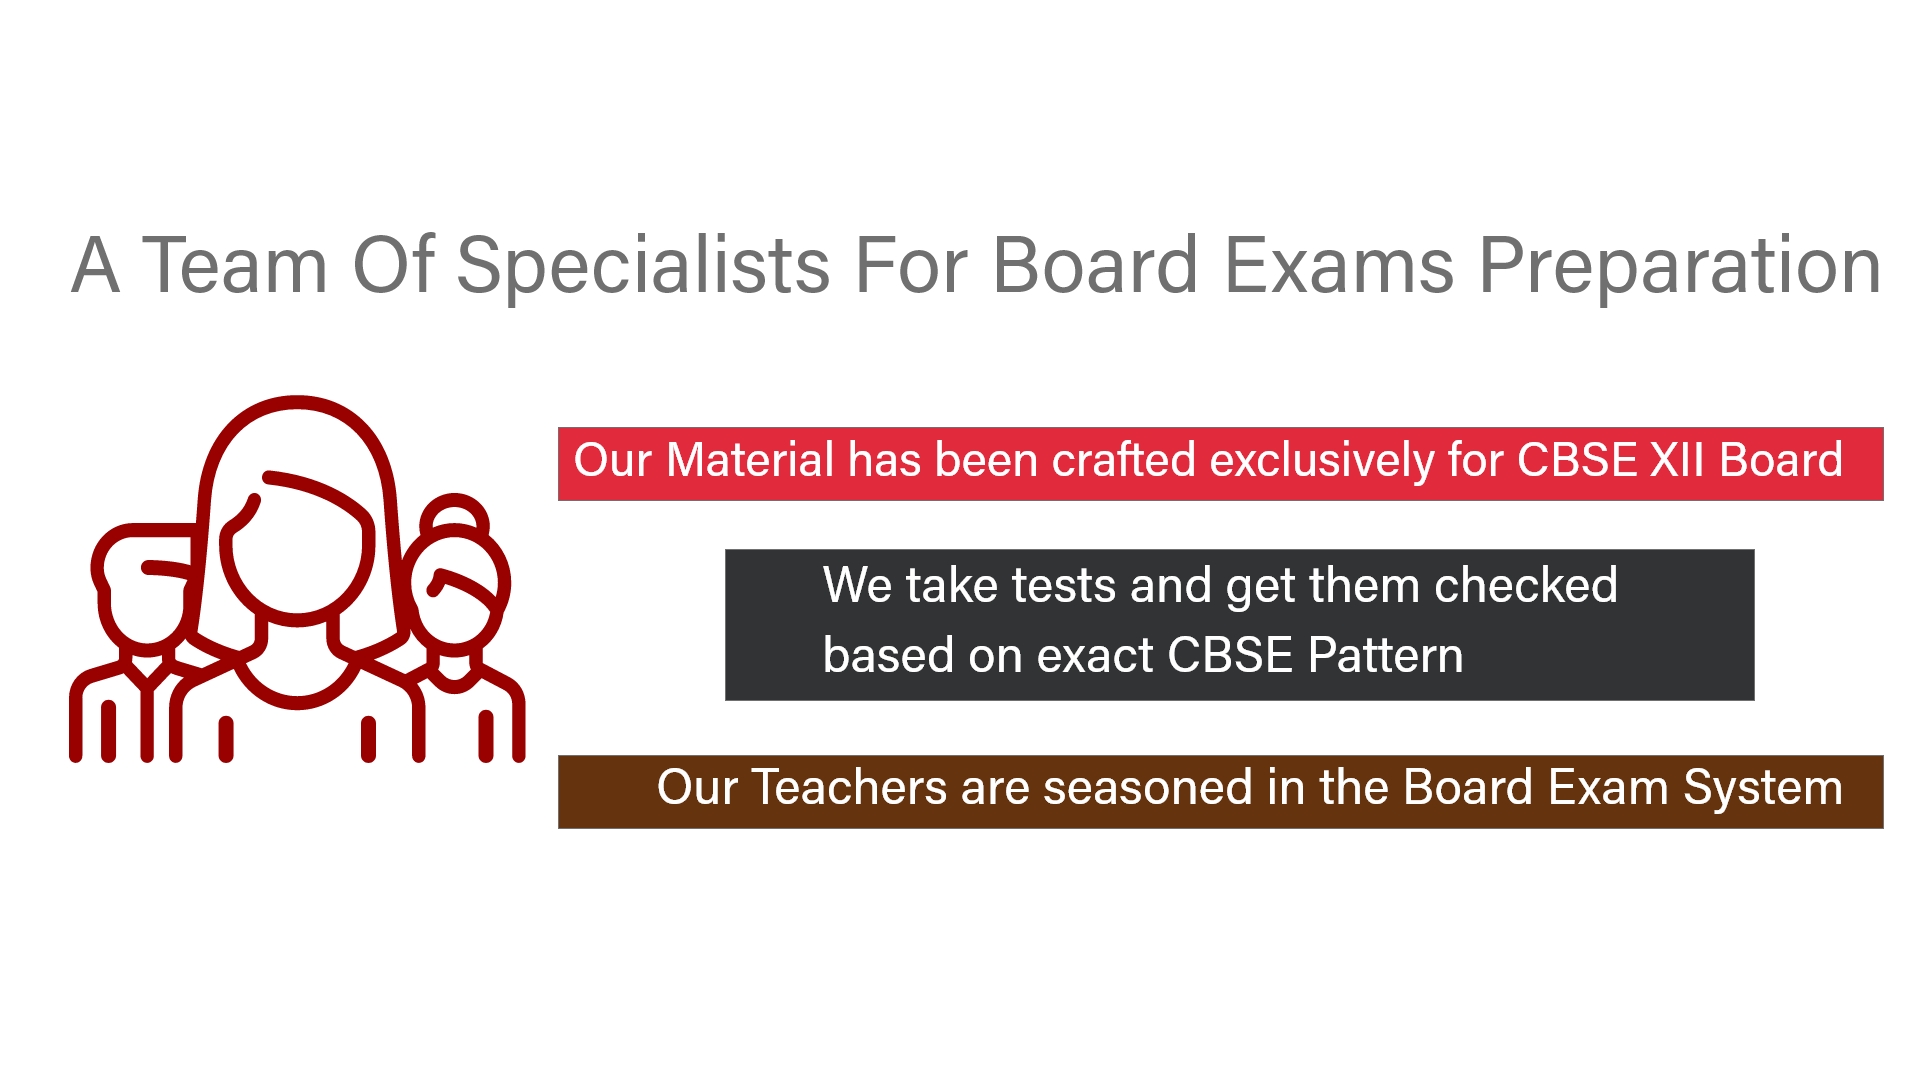 A Team Of Specialists For Board Exams Preparation
Our Material has been crafted exclusively for CBSE XII Board
We take tests and get them checked
based on exact CBSE Pattern
Our Teachers are seasoned in the Board Exam System